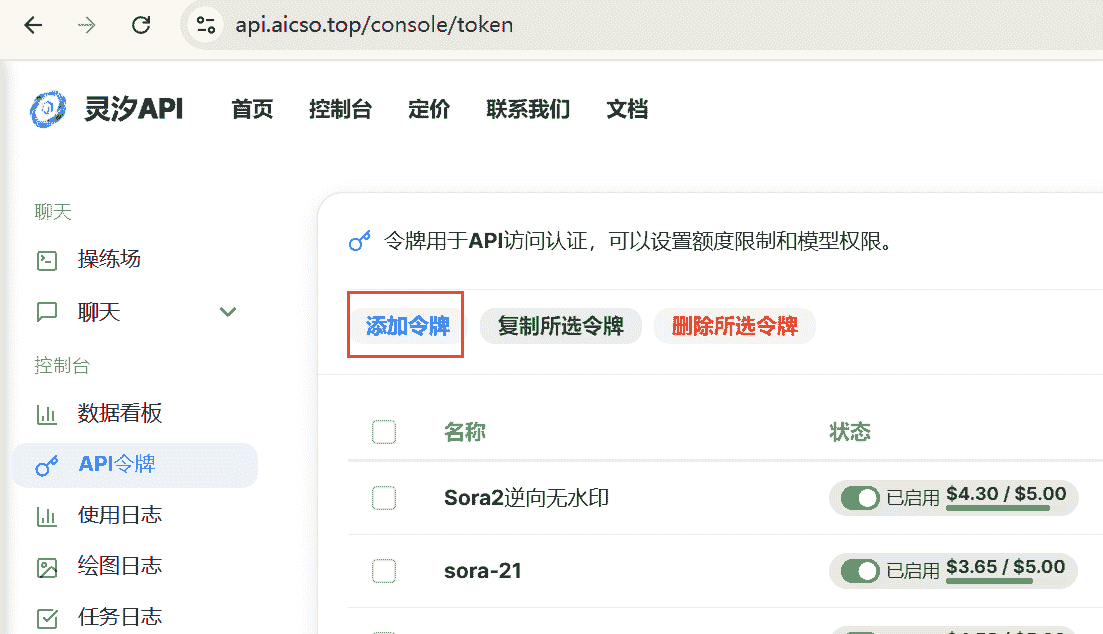 api.aicso.top/console/token
灵汐API 首页 控制台 定价 联系我们 文档
聊天
操练场
聊天
控制台
数据看板
API令牌
使用日志
绘图日志
任务日志
令牌用于API访问认证，可以设置额度限制和模型权限。
添加令牌 复制所选令牌 删除所选令牌
名称 状态
Sora2逆向无水印 已启用 $4.30 / $5.00
sora-21 已启用 $3.65 / $5.00